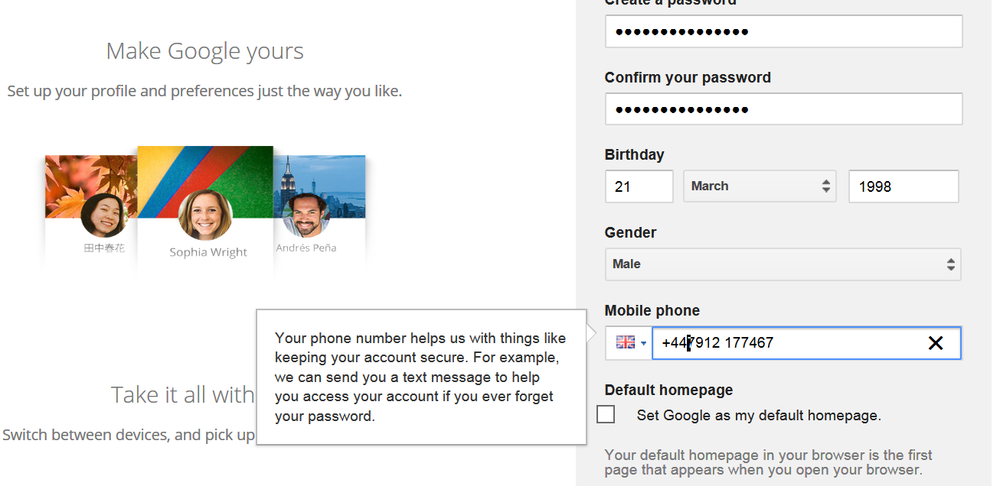 Make Google yours
Set up your profile and preferences just the way you like.
田中春花
Sophia Wright
Andrés Peña
Take it all with
Switch between devices, and pick up
Your phone number helps us with things like
keeping your account secure. For example,
we can send you a text message to help
you access your account if you ever forget
your password.
Create a password
Confirm your password
Birthday
21
March
1998
Gender
Male
Mobile phone
+447912 177467
Default homepage
Set Google as my default homepage.
Your default homepage in your browser is the first
page that appears when you open your browser.